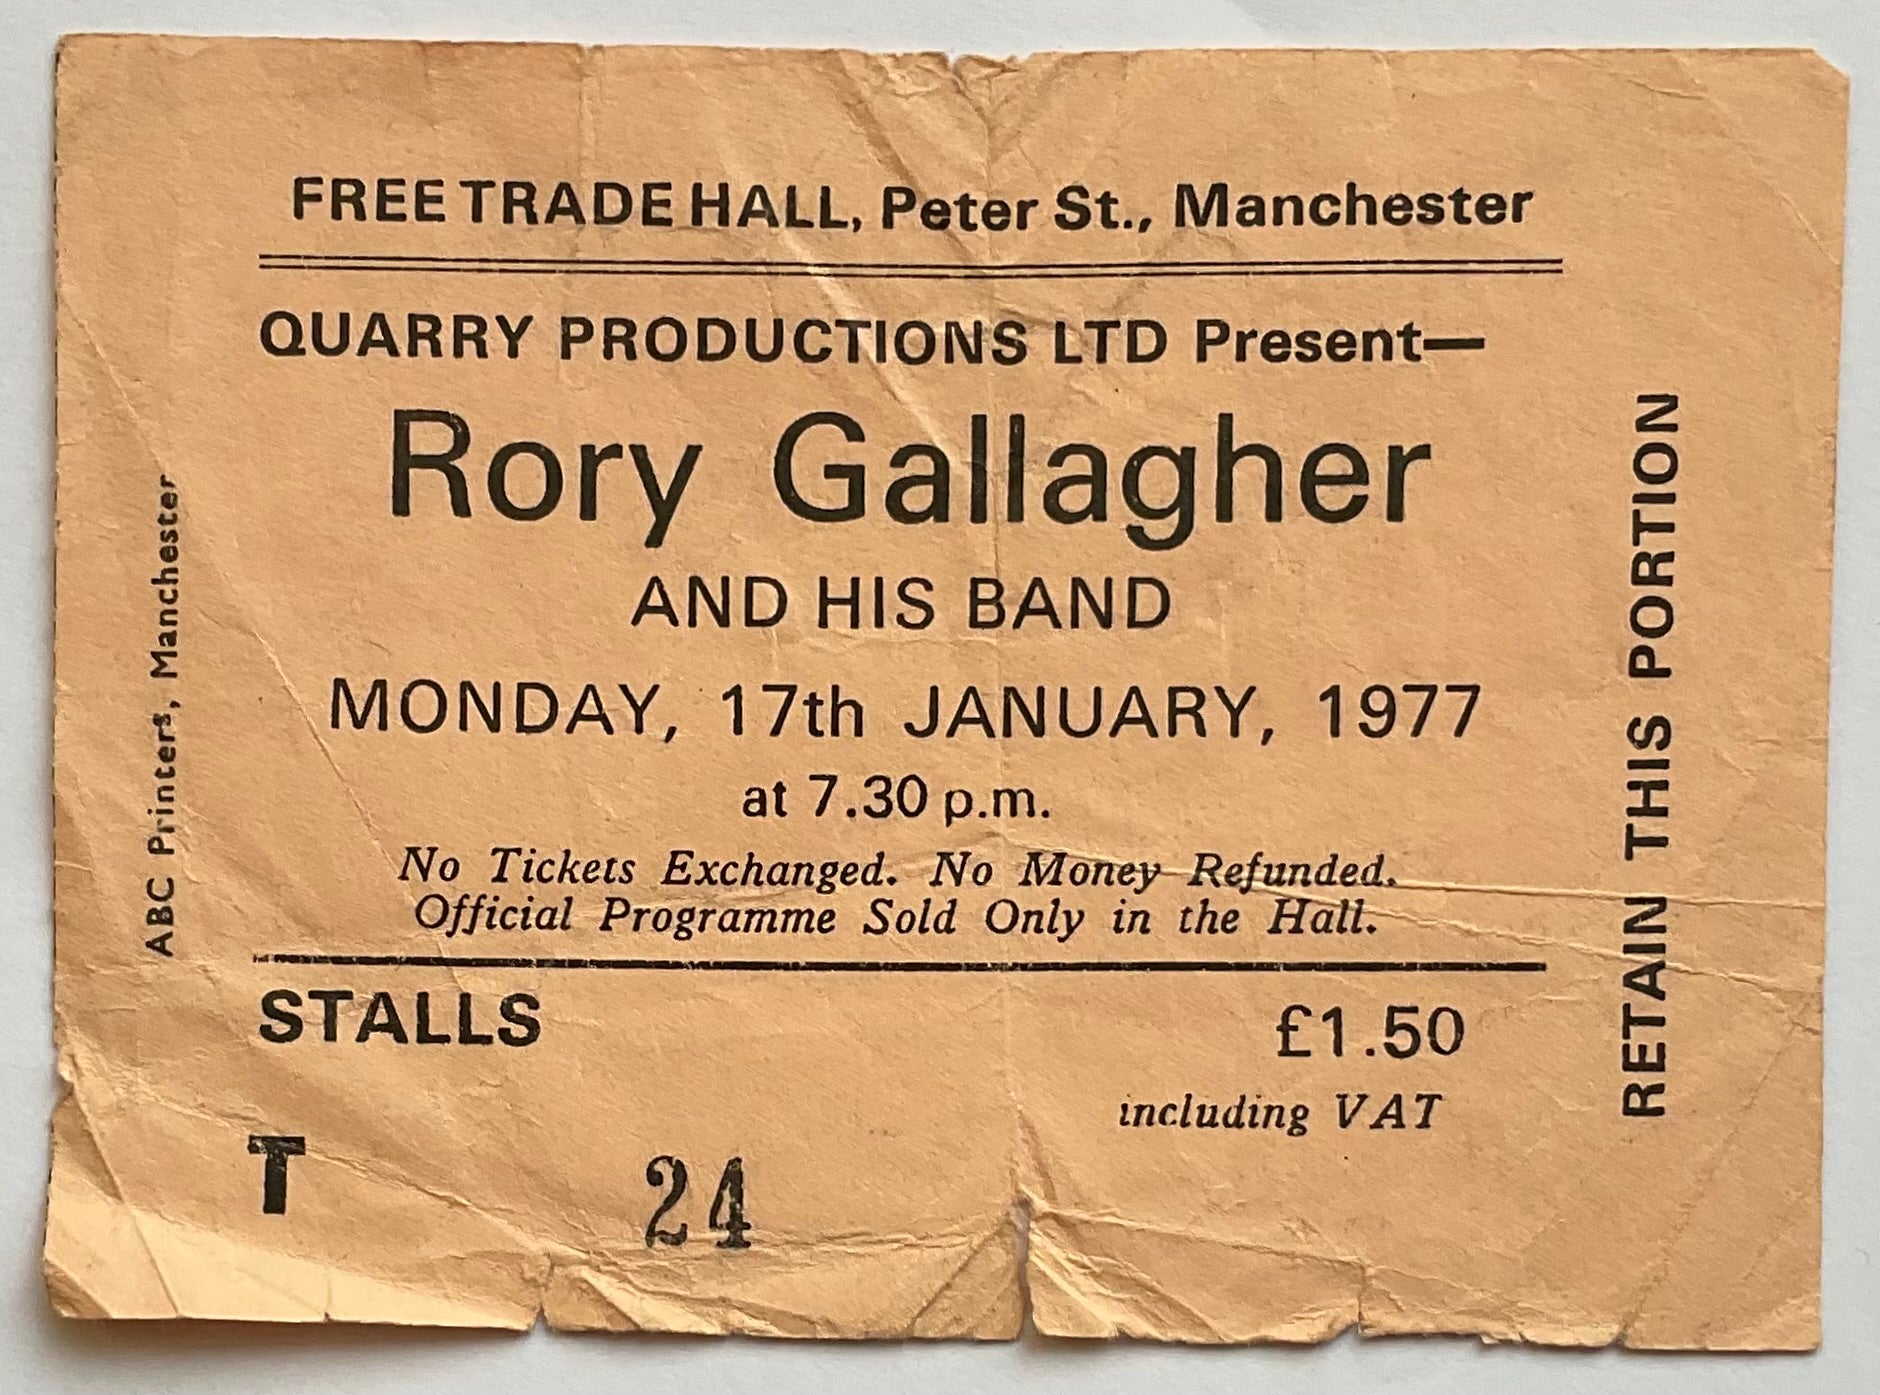 FREE TRADE HALL, Peter St., Manchester
QUARRY PRODUCTIONS LTD Present—
Rory Gallagher
AND HIS BAND
MONDAY, 17th JANUARY, 1977
at 7.30 p.m.
No Tickets Exchanged. No Money Refunded.
Official Programme Sold Only in the Hall.
STALLS
£1.50
including VAT
T 24
ABC Printers, Manchester
RETAIN THIS PORTION